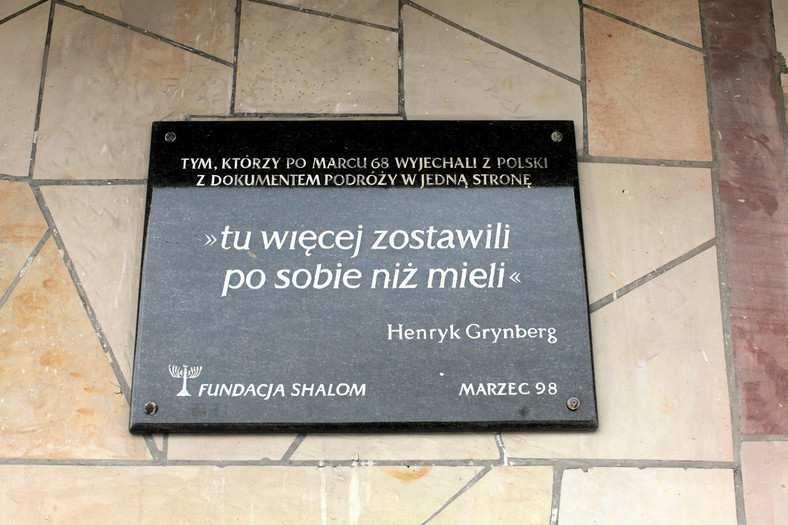 TYM, KTÓRZY PO MARCU 68 WYJECHALI Z POLSKI
Z DOKUMENTEM PODRÓŻY W JEDNĄ STRONĘ
»tu więcej zostawili
po sobie niż mieli«
Henryk Grynberg
FUNDACJA SHALOM MARZEC 98